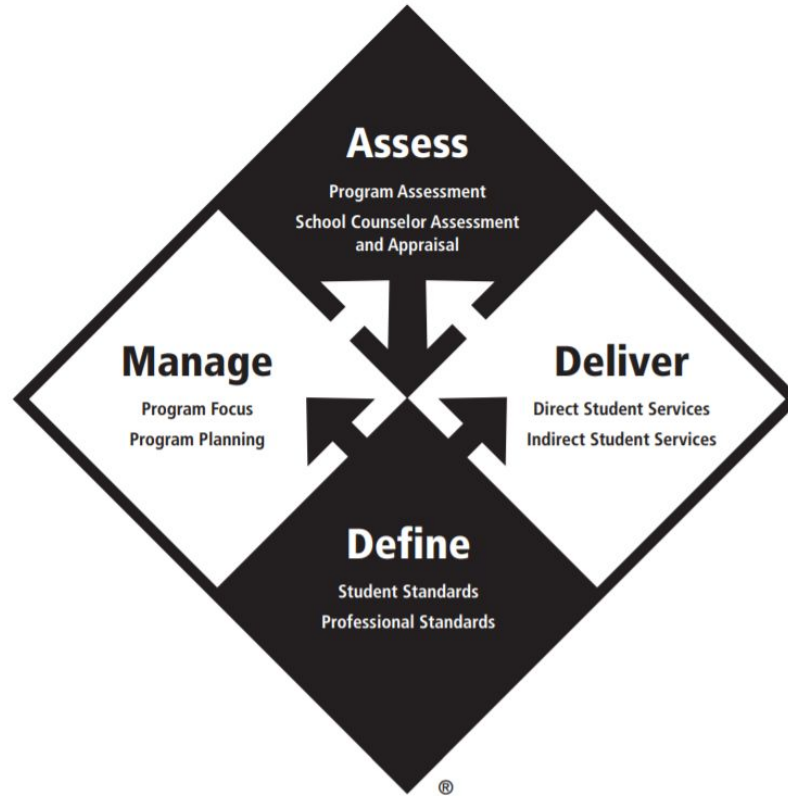 Assess
Program Assessment
School Counselor Assessment
and Appraisal
Manage
Program Focus
Program Planning
Deliver
Direct Student Services
Indirect Student Services
Define
Student Standards
Professional Standards
®